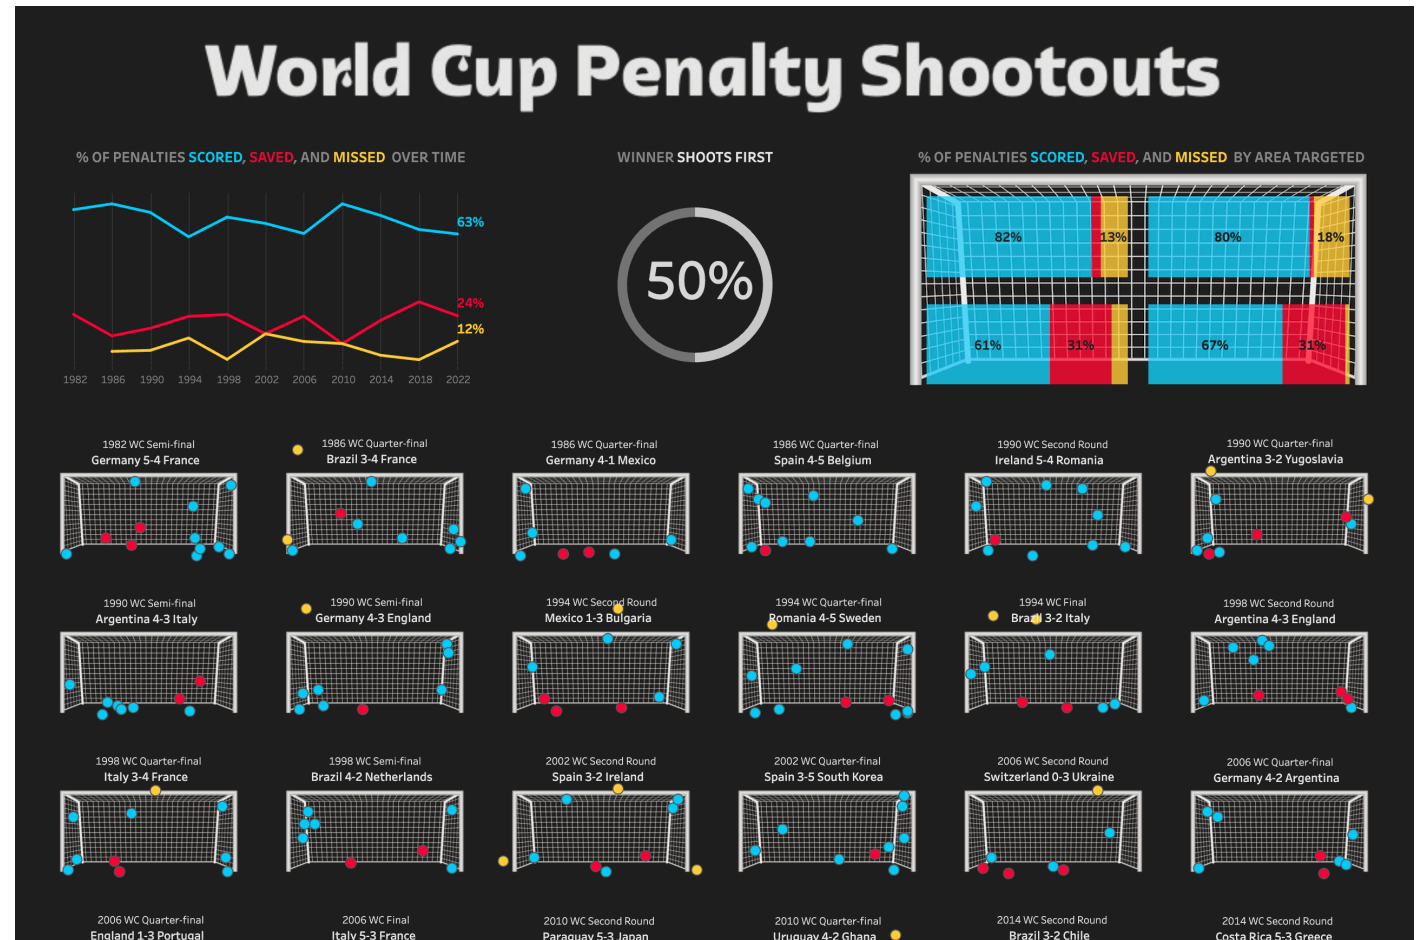 World Cup Penalty Shootouts
% OF PENALTIES SCORED, SAVED, AND MISSED OVER TIME
WINNER SHOOTS FIRST
% OF PENALTIES SCORED, SAVED, AND MISSED BY AREA TARGETED
63%
24%
12%
1982 1986 1990 1994 1998 2002 2006 2010 2014 2018 2022
50%
82% 13% 80% 18%
61% 31% 67% 31%
1982 WC Semi-final
Germany 5-4 France
1986 WC Quarter-final
Brazil 3-4 France
1986 WC Quarter-final
Germany 4-1 Mexico
1986 WC Quarter-final
Spain 4-5 Belgium
1990 WC Second Round
Ireland 5-4 Romania
1990 WC Quarter-final
Argentina 3-2 Yugoslavia
1990 WC Semi-final
Argentina 4-3 Italy
1990 WC Semi-final
Germany 4-3 England
1994 WC Second Round
Mexico 1-3 Bulgaria
1994 WC Quarter-final
Romania 4-5 Sweden
1994 WC Final
Brazil 3-2 Italy
1998 WC Second Round
Argentina 4-3 England
1998 WC Quarter-final
Italy 3-4 France
1998 WC Semi-final
Brazil 4-2 Netherlands
2002 WC Second Round
Spain 3-2 Ireland
2002 WC Quarter-final
Spain 3-5 South Korea
2006 WC Second Round
Switzerland 0-3 Ukraine
2006 WC Quarter-final
Germany 4-2 Argentina
2006 WC Quarter-final
England 1-3 Portugal
2006 WC Final
Italy 5-3 France
2010 WC Second Round
Paraguay 5-3 Japan
2010 WC Quarter-final
Uruguay 4-2 Ghana
2014 WC Second Round
Brazil 3-2 Chile
2014 WC Second Round
Costa Rica 5-3 Greece